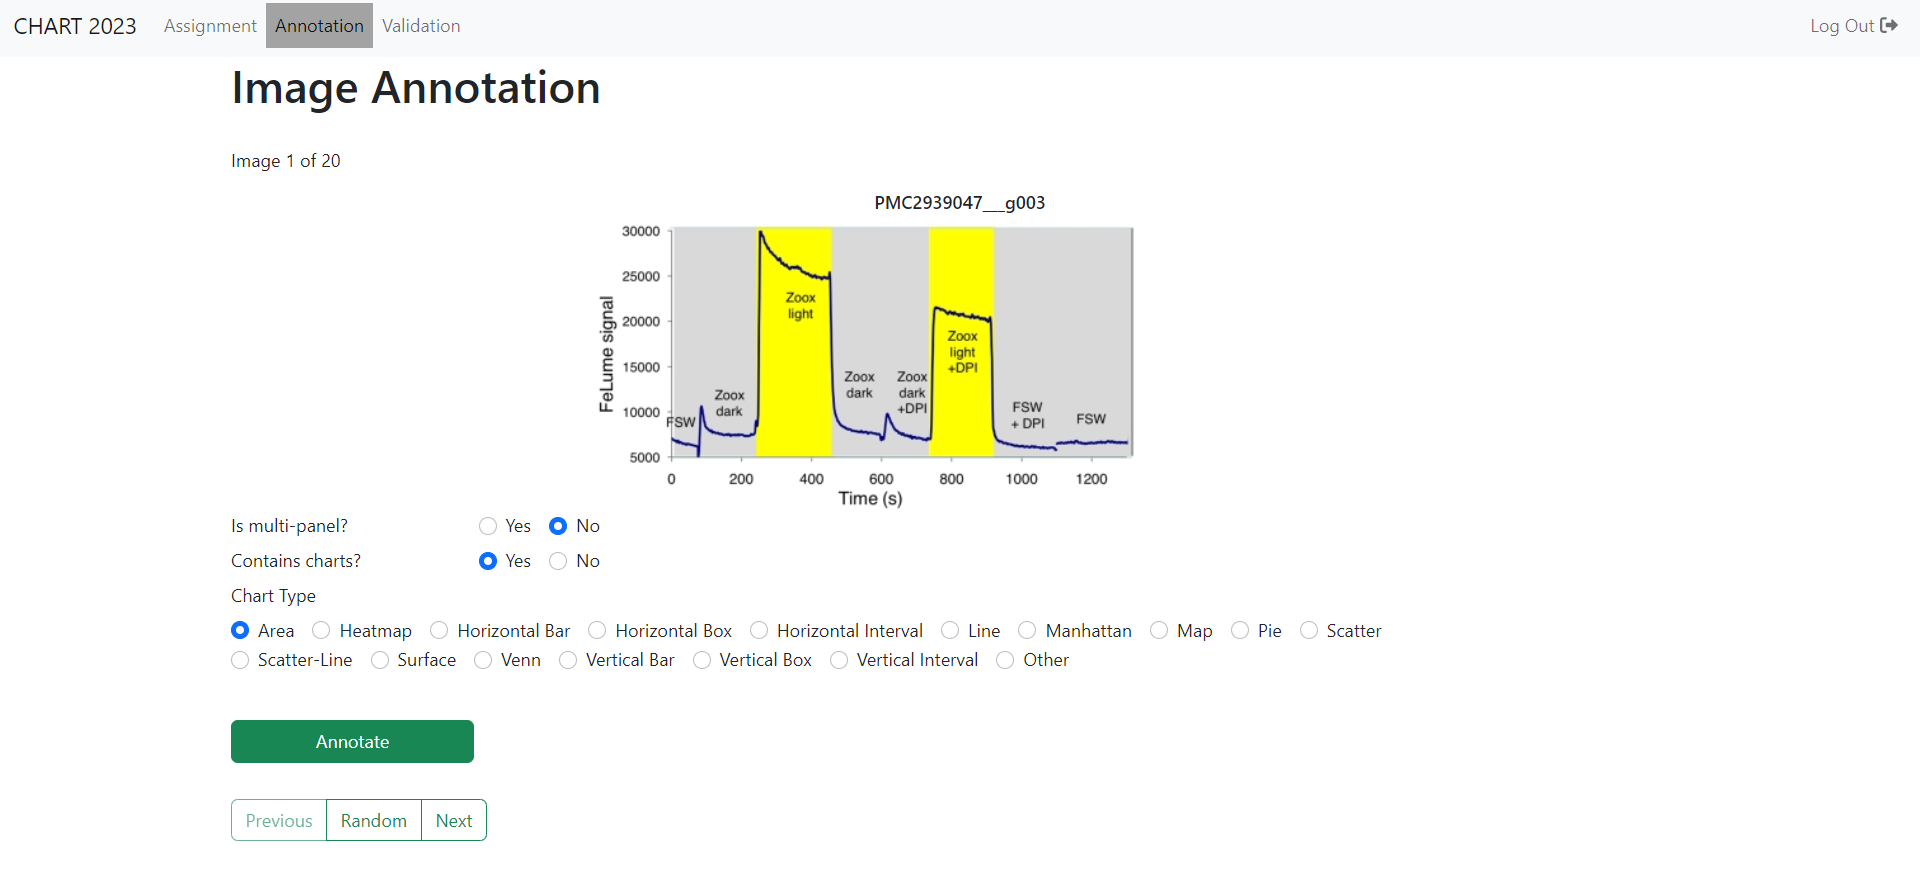 CHART 2023 Assignment Annotation Validation Log Out
Image Annotation
Image 1 of 20
PMC2939047___g003
30000
25000
20000
15000
10000
5000
FeLume signal
FSW
Zoox
dark
Zoox
light
Zoox
dark
Zoox
dark
+DPI
Zoox
light
+DPI
FSW
+ DPI
FSW
0 200 400 600 800 1000 1200
Time (s)
Is multi-panel? Yes No
Contains charts? Yes No
Chart Type
Area Heatmap Horizontal Bar Horizontal Box Horizontal Interval Line Manhattan Map Pie Scatter
Scatter-Line Surface Venn Vertical Bar Vertical Box Vertical Interval Other
Annotate
Previous Random Next